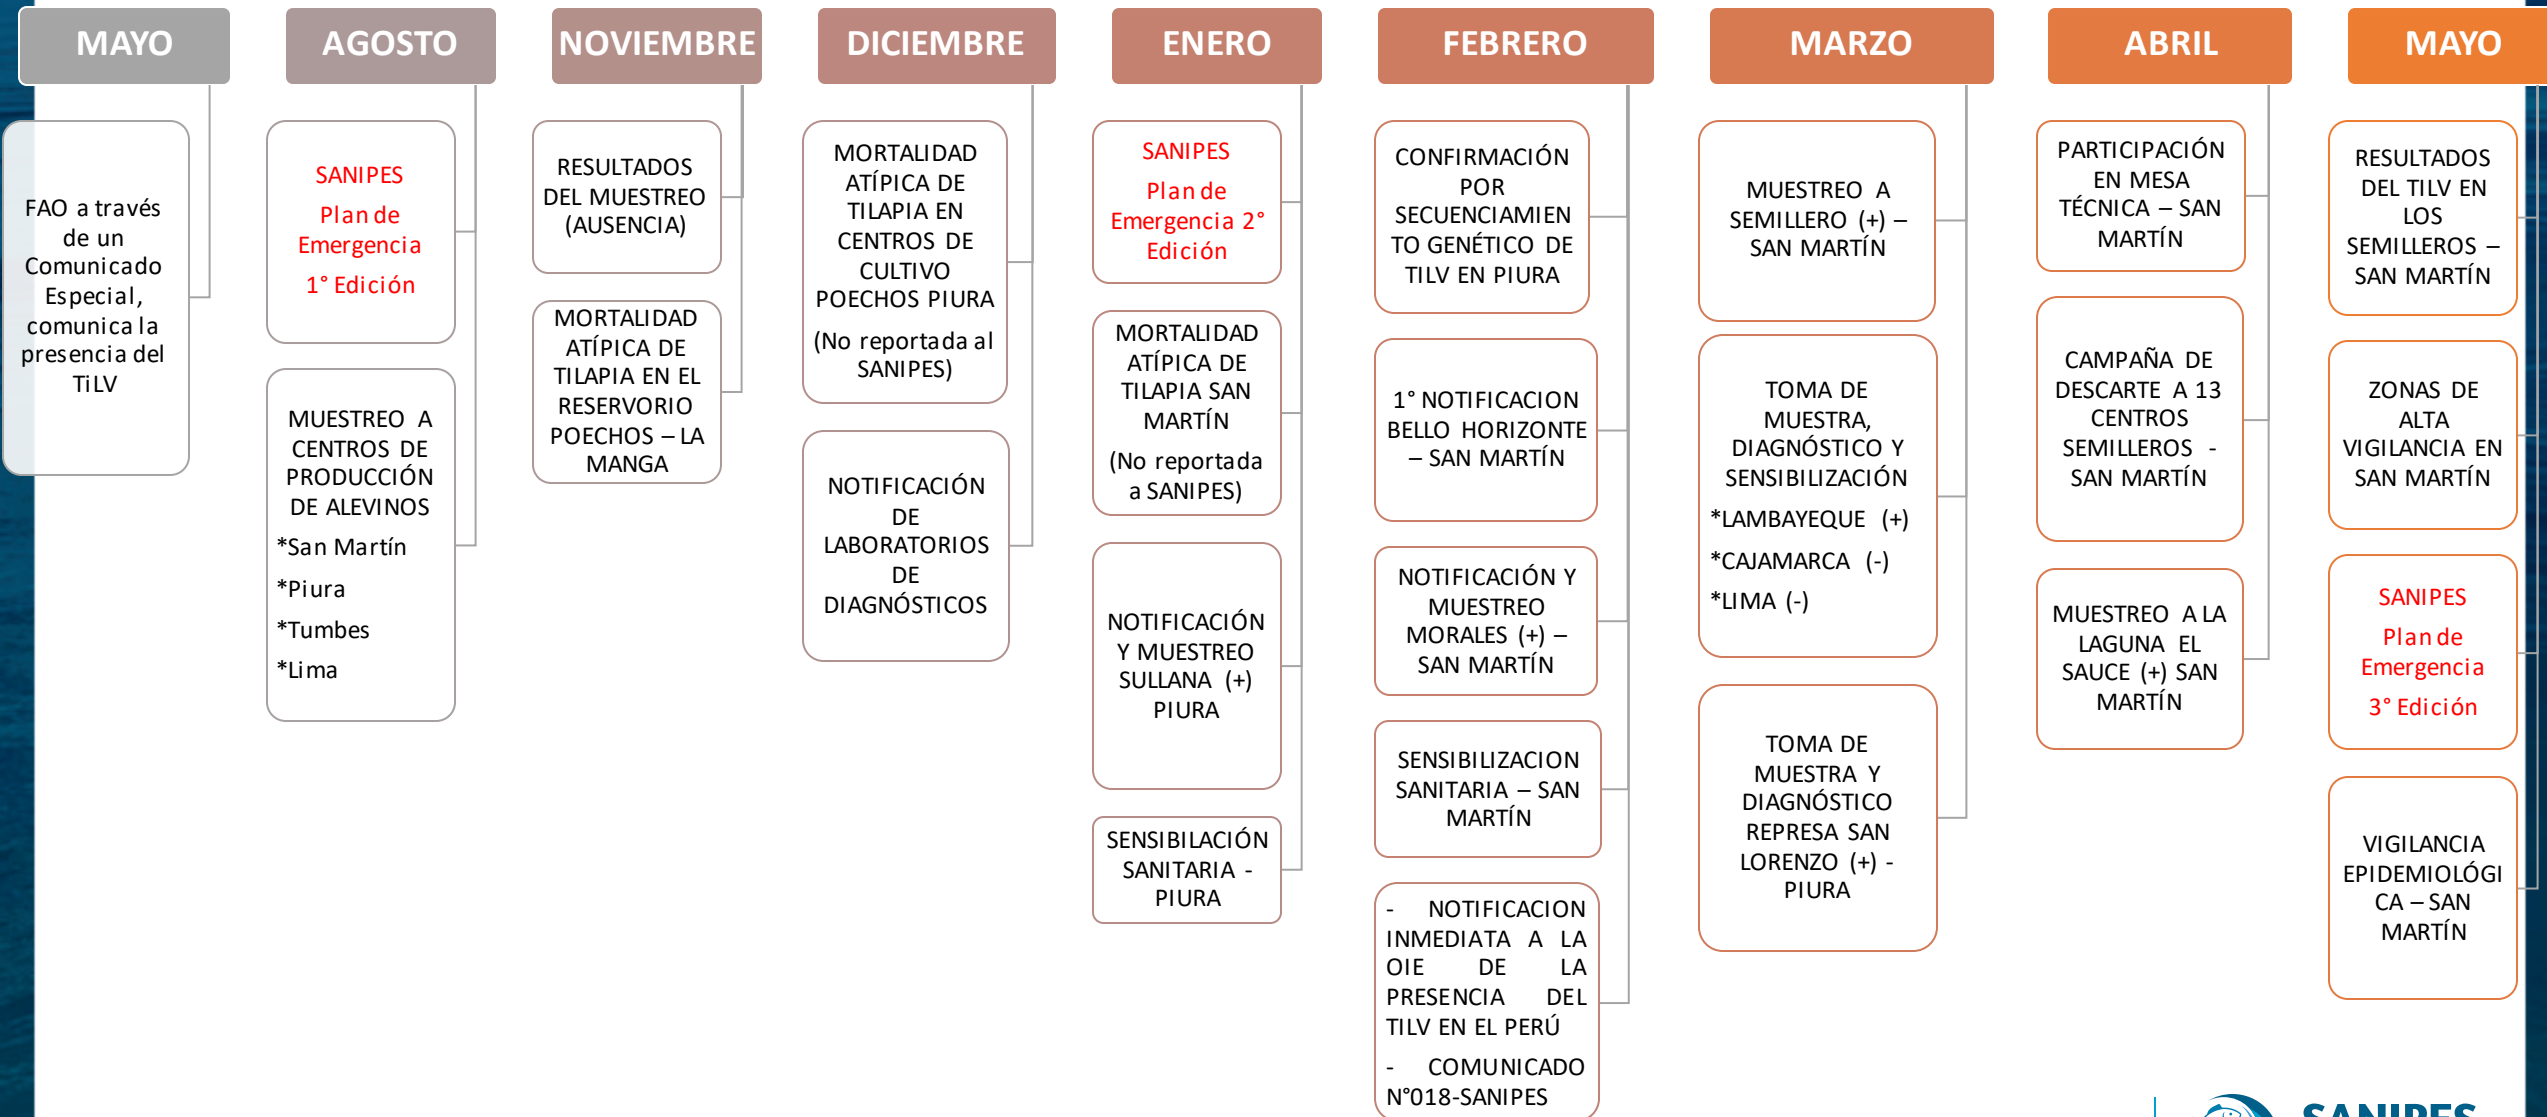 MAYO
FAO a través
de un
Comunicado
Especial,
comunica la
presencia del
TiLV
AGOSTO
SANIPES
Plan de
Emergencia
1° Edición
MUESTREO A
CENTROS DE
PRODUCCIÓN
DE ALEVINOS
*San Martín
*Piura
*Tumbes
*Lima
NOVIEMBRE
RESULTADOS
DEL MUESTREO
(AUSENCIA)
MORTALIDAD
ATÍPICA DE
TILAPIA EN EL
RESERVORIO
POECHOS – LA
MANGA
DICIEMBRE
MORTALIDAD
ATÍPICA DE
TILAPIA EN
CENTROS DE
CULTIVO
POECHOS PIURA
(No reportada al
SANIPES)
NOTIFICACIÓN
DE
LABORATORIOS
DE
DIAGNÓSTICOS
ENERO
SANIPES
Plan de
Emergencia 2°
Edición
MORTALIDAD
ATÍPICA DE
TILAPIA SAN
MARTÍN
(No reportada
a SANIPES)
NOTIFICACIÓN
Y MUESTREO
SULLANA (+)
PIURA
SENSIBILACIÓN
SANITARIA -
PIURA
FEBRERO
CONFIRMACIÓN
POR
SECUENCIAMIEN
TO GENÉTICO DE
TILV EN PIURA
1° NOTIFICACION
BELLO HORIZONTE
– SAN MARTÍN
NOTIFICACIÓN Y
MUESTREO
MORALES (+) –
SAN MARTÍN
SENSIBILIZACION
SANITARIA – SAN
MARTÍN
- NOTIFICACION
INMEDIATA A LA
OIE DE LA
PRESENCIA DEL
TILV EN EL PERÚ
- COMUNICADO
N°018-SANIPES
MARZO
MUESTREO A
SEMILLERO (+) –
SAN MARTÍN
TOMA DE
MUESTRA,
DIAGNÓSTICO Y
SENSIBILIZACIÓN
*LAMBAYEQUE (+)
*CAJAMARCA (-)
*LIMA (-)
TOMA DE
MUESTRA Y
DIAGNÓSTICO
REPRESA SAN
LORENZO (+) -
PIURA
ABRIL
PARTICIPACIÓN
EN MESA
TÉCNICA – SAN
MARTÍN
CAMPAÑA DE
DESCARTE A 13
CENTROS
SEMILLEROS -
SAN MARTÍN
MUESTREO A LA
LAGUNA EL
SAUCE (+) SAN
MARTÍN
MAYO
RESULTADOS
DEL TILV EN
LOS
SEMILLEROS –
SAN MARTÍN
ZONAS DE
ALTA
VIGILANCIA EN
SAN MARTÍN
SANIPES
Plan de
Emergencia
3° Edición
VIGILANCIA
EPIDEMIOLÓGI
CA – SAN
MARTÍN
SANIPES